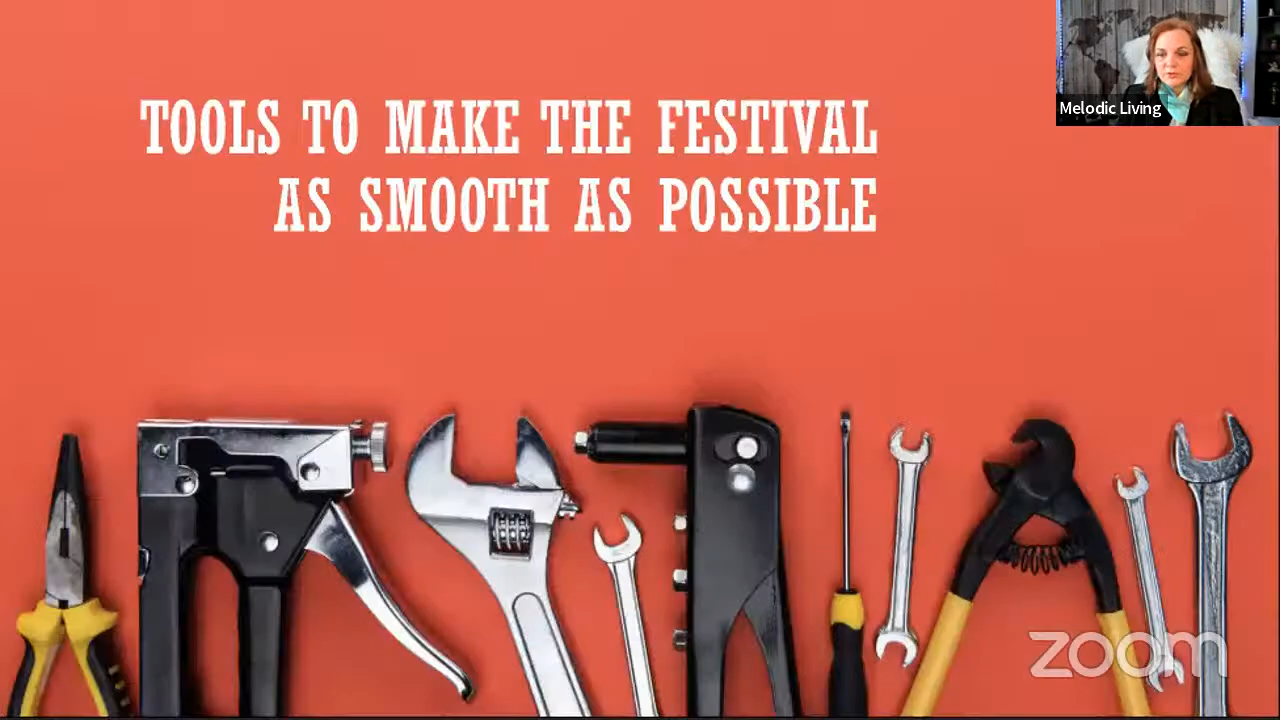 TOOLS TO MAKE THE FESTIVAL
AS SMOOTH AS POSSIBLE
Melodic Living
zoom